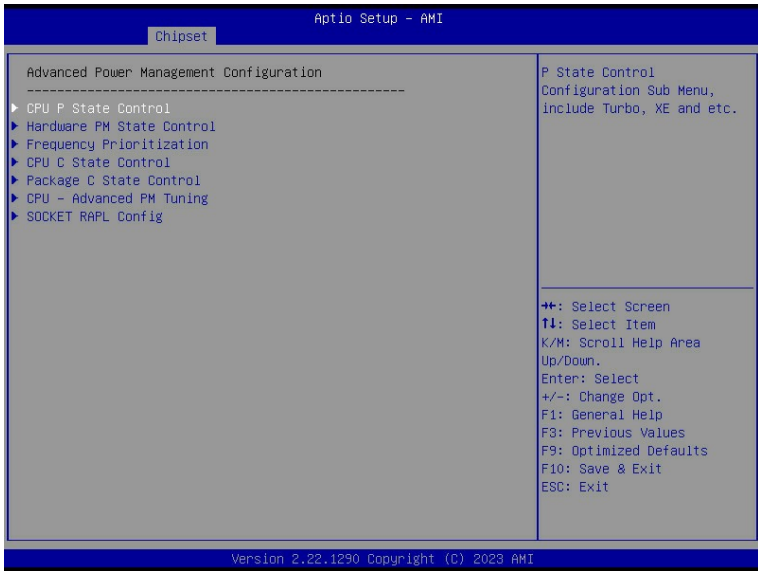 Aptio Setup – AMI
Chipset
Advanced Power Management Configuration
--------------------------------------------------
CPU P State Control
Hardware PM State Control
Frequency Prioritization
CPU C State Control
Package C State Control
CPU – Advanced PM Tuning
SOCKET RAPL Config
P State Control
Configuration Sub Menu,
include Turbo, XE and etc.
→←: Select Screen
↑↓: Select Item
K/M: Scroll Help Area
Up/Down.
Enter: Select
+/-: Change Opt.
F1: General Help
F3: Previous Values
F9: Optimized Defaults
F10: Save & Exit
ESC: Exit
Version 2.22.1290 Copyright (C) 2023 AMI